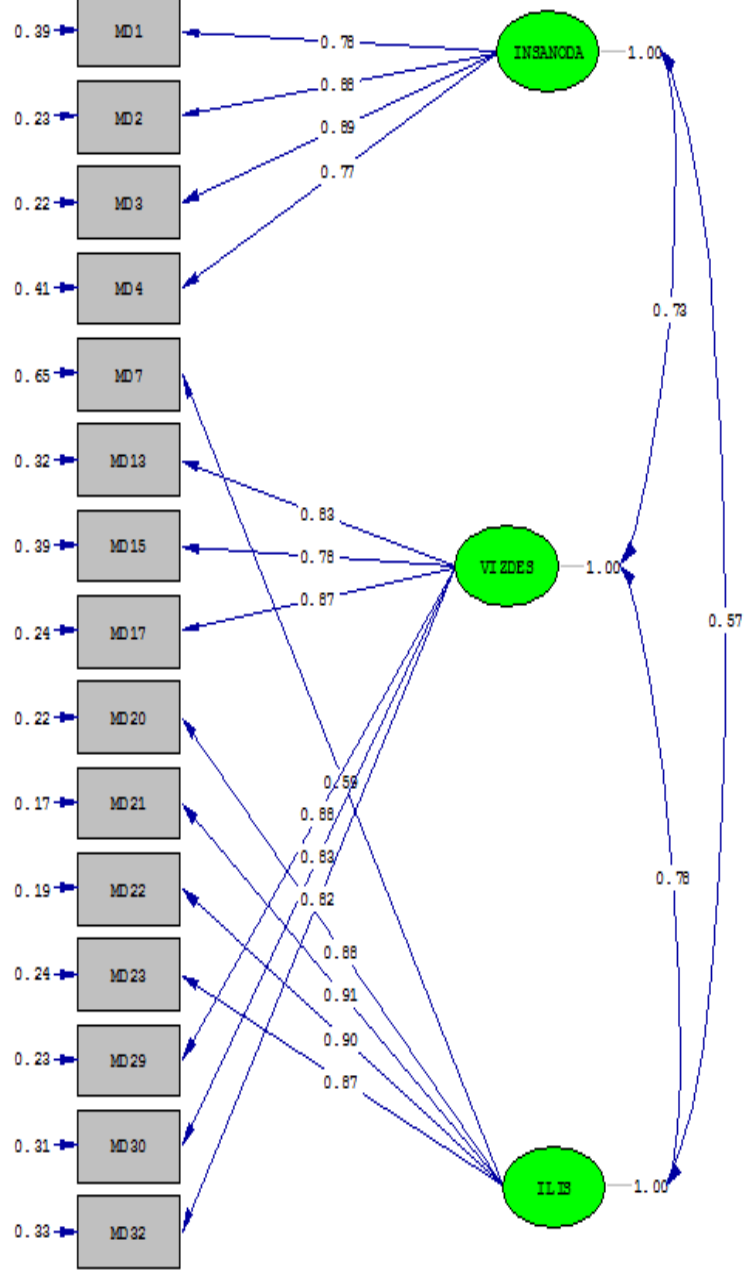 0.39 MD1 0.78 INSANODA 1.00
0.23 MD2 0.88
0.22 MD3 0.89
0.41 MD4 0.77
0.73
0.65 MD7
0.32 MD13 0.83
0.39 MD15 0.78 VIZDES 1.00
0.24 MD17 0.87
0.57
0.22 MD20
0.59
0.17 MD21 0.88
0.83
0.19 MD22 0.82 0.78
0.88
0.24 MD23 0.91
0.90
0.23 MD29 0.87
0.31 MD30
ILIS 1.00
0.33 MD32